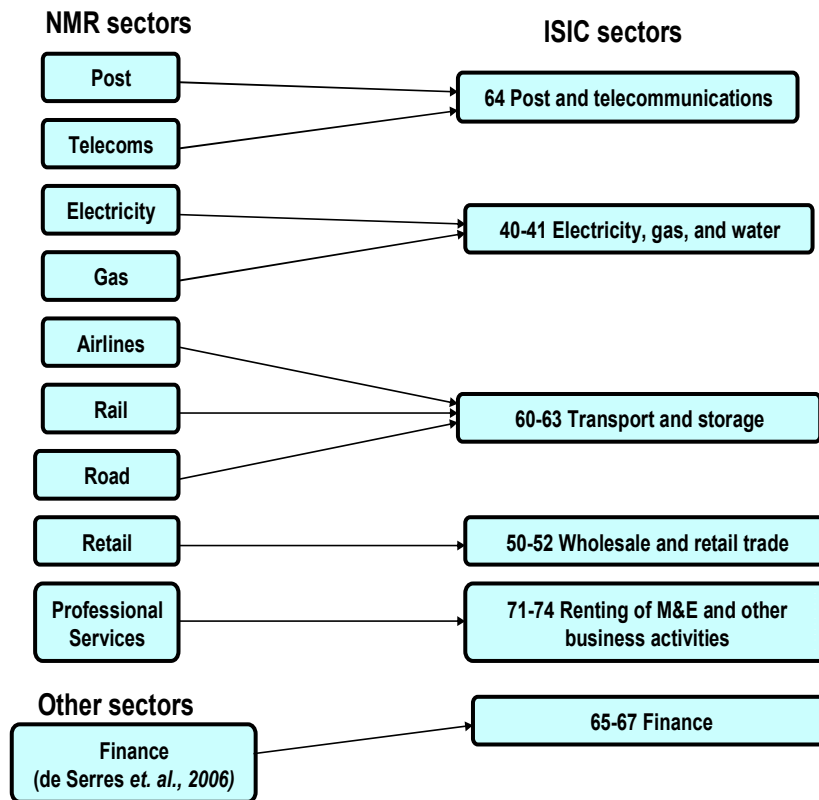 NMR sectors
ISIC sectors
Post
64 Post and telecommunications
Telecoms
Electricity
40-41 Electricity, gas, and water
Gas
Airlines
Rail
60-63 Transport and storage
Road
Retail
50-52 Wholesale and retail trade
Professional
Services
71-74 Renting of M&E and other
business activities
Other sectors
65-67 Finance
Finance
(de Serres et. al., 2006)